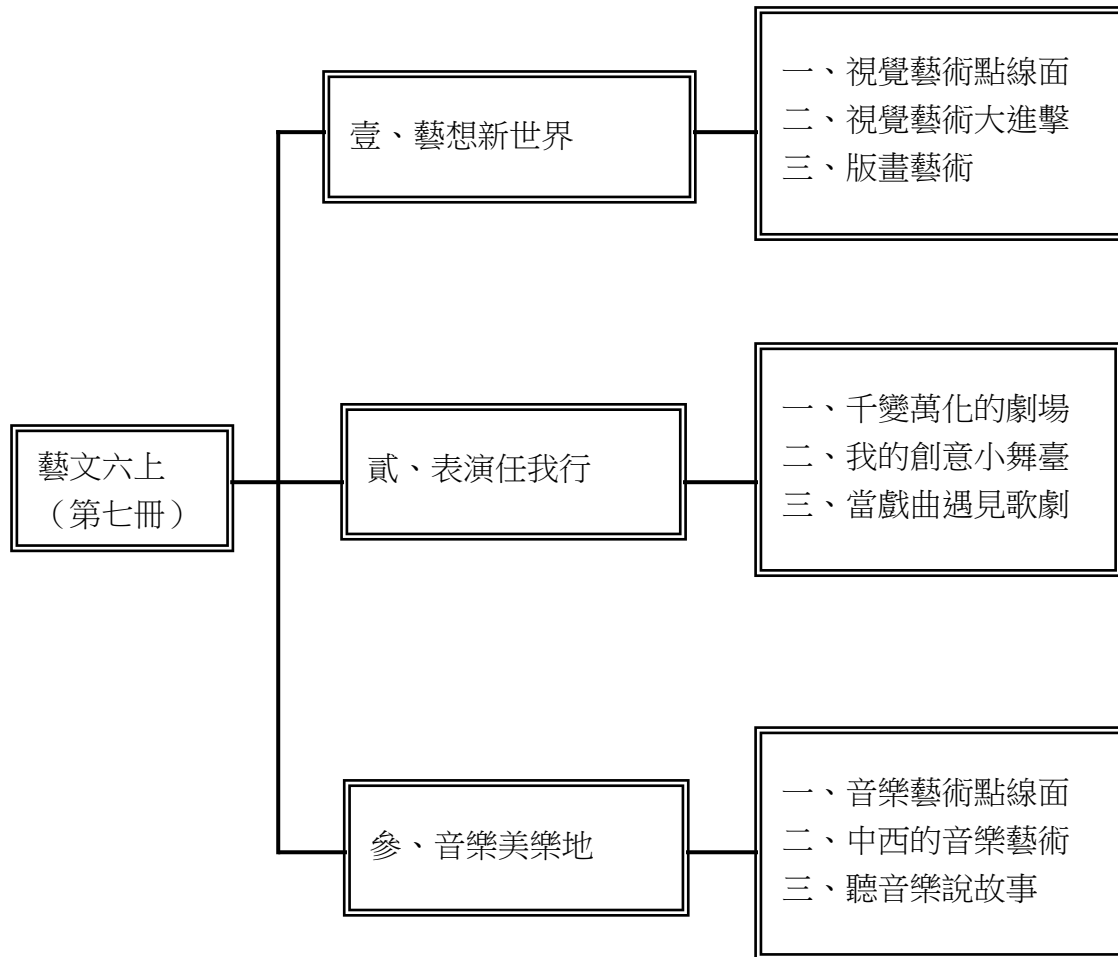 藝文六上
（第七冊）
壹、藝想新世界
一、視覺藝術點線面
二、視覺藝術大進擊
三、版畫藝術
貳、表演任我行
一、千變萬化的劇場
二、我的創意小舞臺
三、當戲曲遇見歌劇
參、音樂美樂地
一、音樂藝術點線面
二、中西的音樂藝術
三、聽音樂說故事